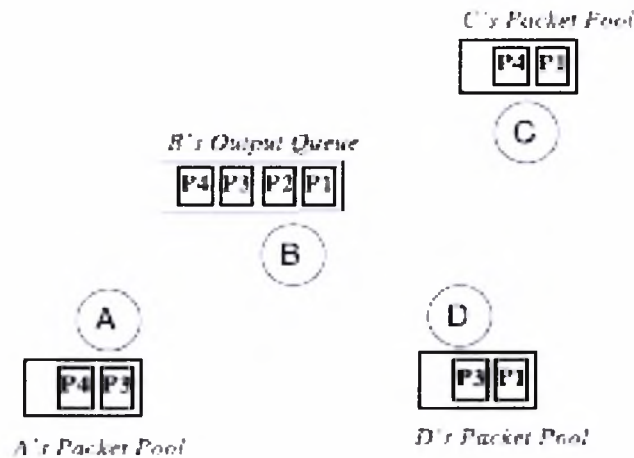 C's Packet Pool
P4 P1
C
B's Output Queue
P4 P3 P2 P1
B
A
D
P4 P3
P3 P1
A's Packet Pool
D's Packet Pool